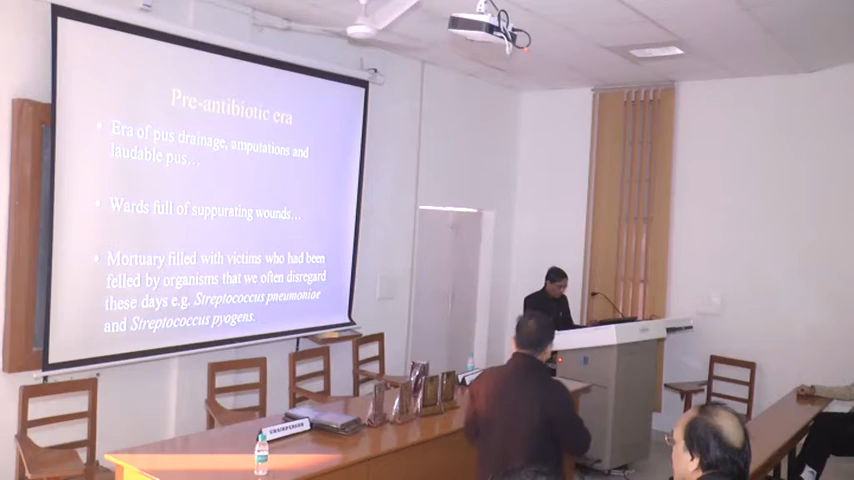 Pre-antibiotic era
• Era of pus drainage, amputations and
laudable pus…
• Wards full of suppurating wounds…
• Mortuary filled with victims who had been
felled by organisms that we often disregard
these days e.g. Streptococcus pneumoniae
and Streptococcus pyogens.
CHAIRPERSON